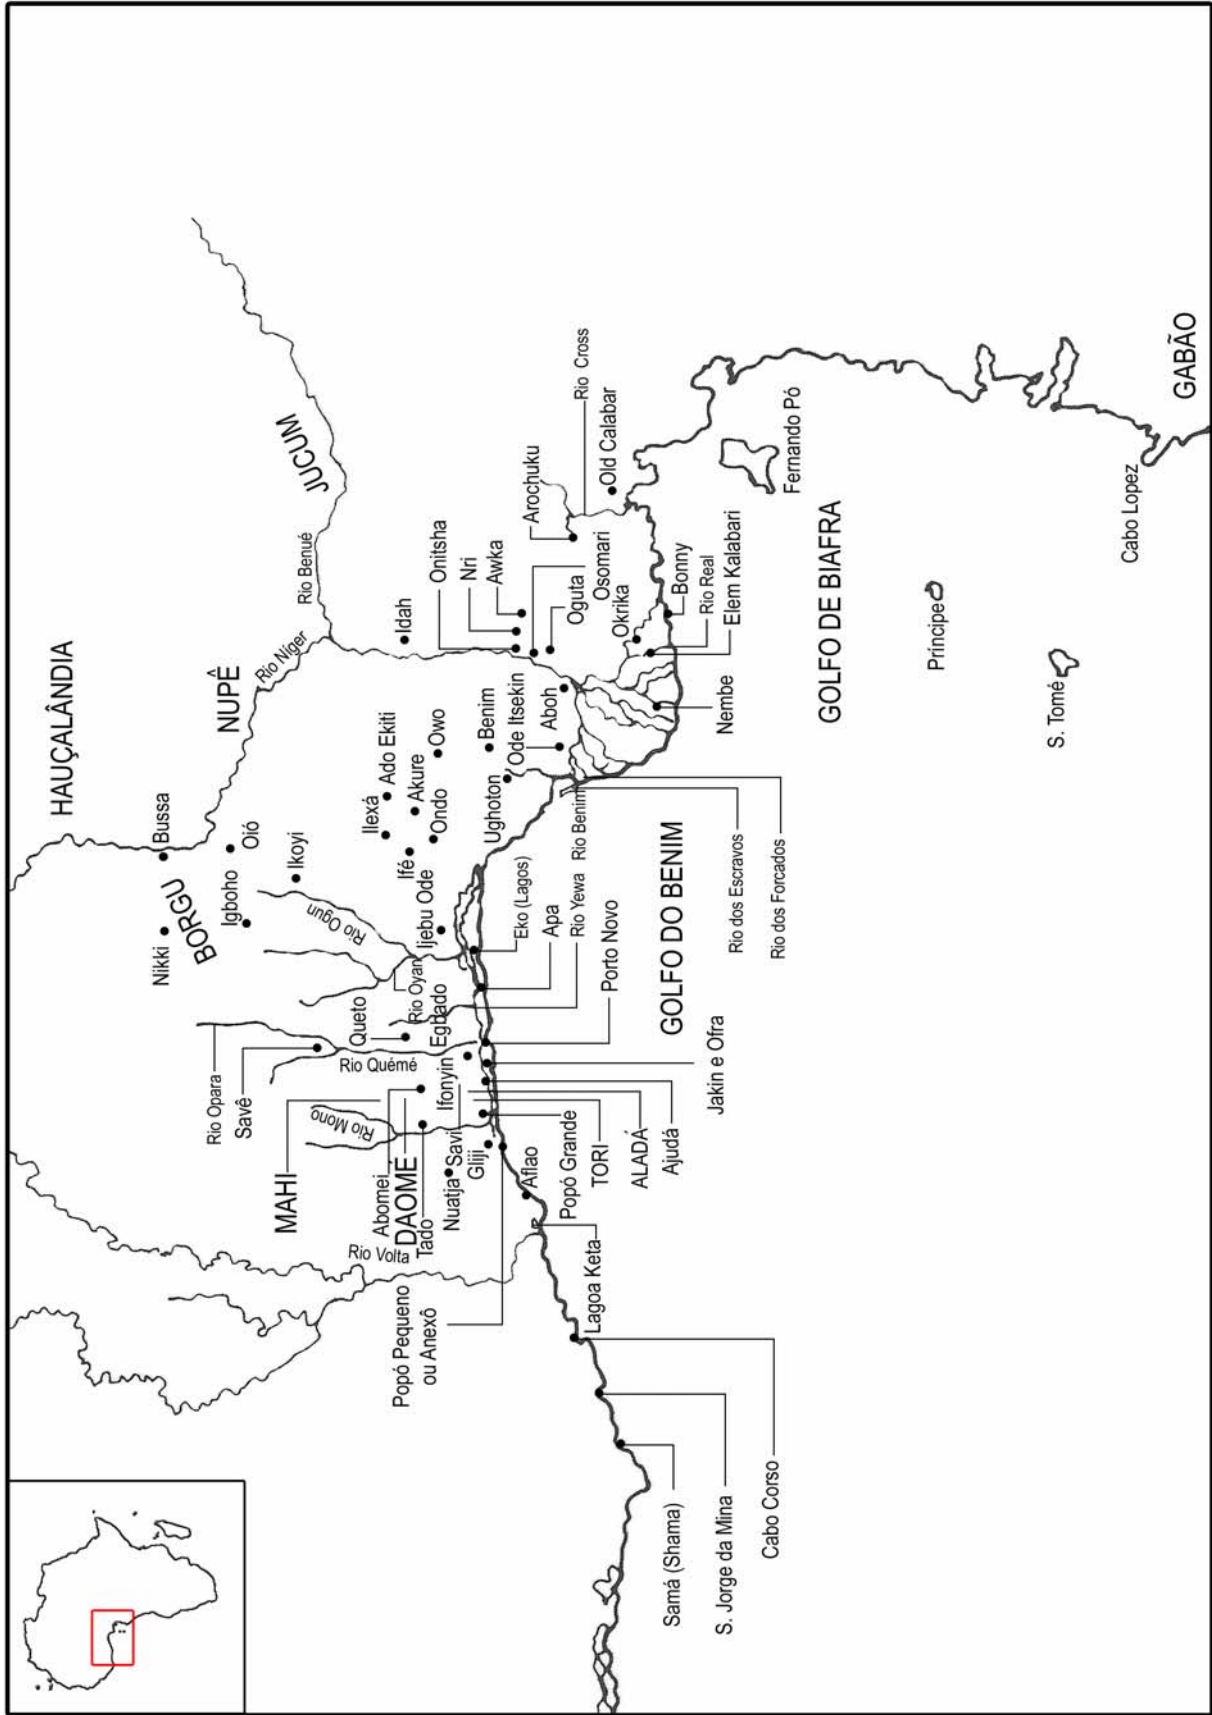 HAUÇALÂNDIA
NUPÊ
BORGU
JUCUM
Nikki
Bussa
Igboho
Oió
Ikoyi
Rio Níger
Rio Benué
Rio Opara
Savê
MAHI
Rio Mono
Rio Quémé
Queto
Rio Oyan
Rio Ogun
Rio Volta
Abomei
DAOMÉ
Tado
Nuatja
Savi
Gliji
Ifonyin
Egbado
Ijebu Ode
Ifé
Ilexá
Ado Ekiti
Akure
Ondo
Owo
Idah
Onitsha
Nri
Awka
Benim
Ughoton
Ode Itsekin
Aboh
Oguta
Osomari
Arochuku
Rio Cross
Old Calabar
Okrika
Bonny
Rio Real
Elem Kalabari
Nembe
Popó Pequeno
ou Anexô
Aflao
Popó Grande
TORI
ALADÁ
Ajudá
Jakin e Ofra
Porto Novo
Apa
Rio Yewa
Eko (Lagos)
Rio Benim
Rio dos Escravos
Rio dos Forcados
Lagoa Keta
Cabo Corso
S. Jorge da Mina
Samá (Shama)
GOLFO DO BENIM
GOLFO DE BIAFRA
Fernando Pó
Príncipe
S. Tomé
Cabo Lopez
GABÃO